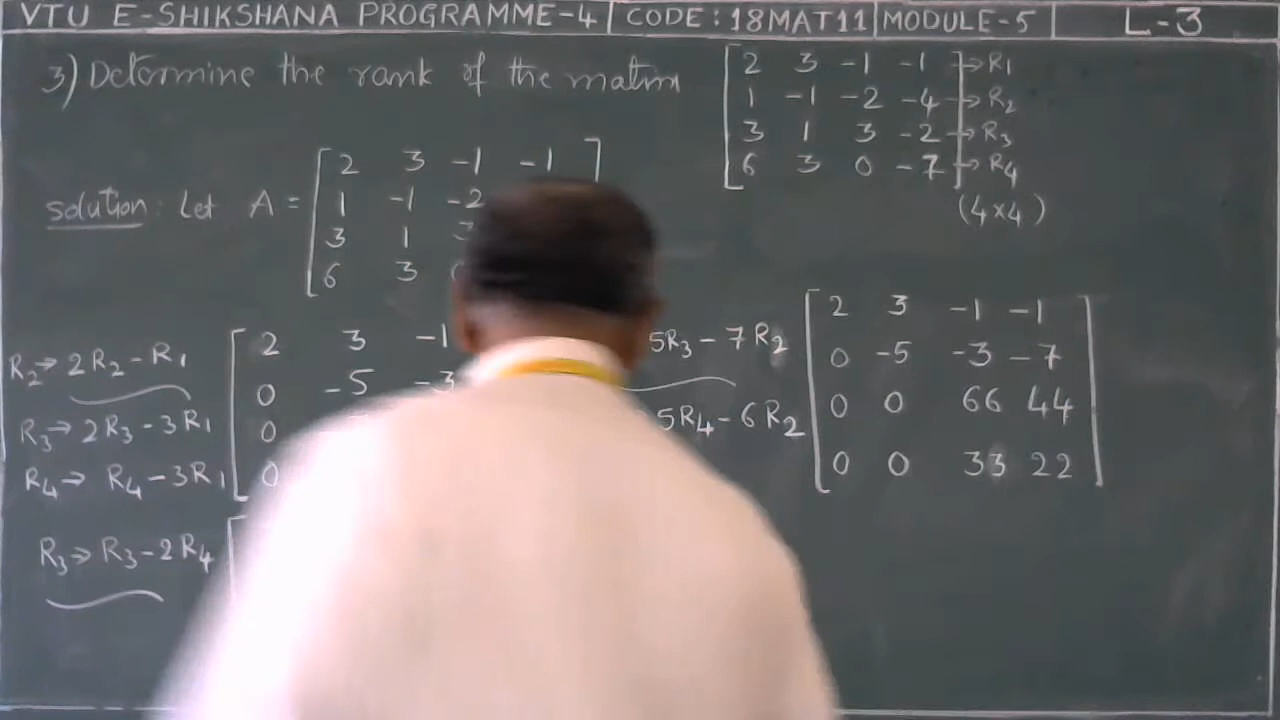 VTU E-SHIKSHANA PROGRAMME-4 | CODE: 18MAT11 | MODULE-5 | L-3
3) Determine the rank of the matrix
2 3 -1 -1 → R1
1 -1 -2 -4 → R2
3 1 3 -2 → R3
6 3 0 -7 → R4
(4×4)
Solution: Let A =
2 3 -1 -1
1 -1 -2
3 1
6 3
R2→ 2R2-R1
R3→ 2R3-3R1
R4→ R4-3R1
2 3 -1
0 -5 -3
0
0
5R3-7R2
5R4-6R2
2 3 -1 -1
0 -5 -3 -7
0 0 66 44
0 0 33 22
R3→ R3-2R4